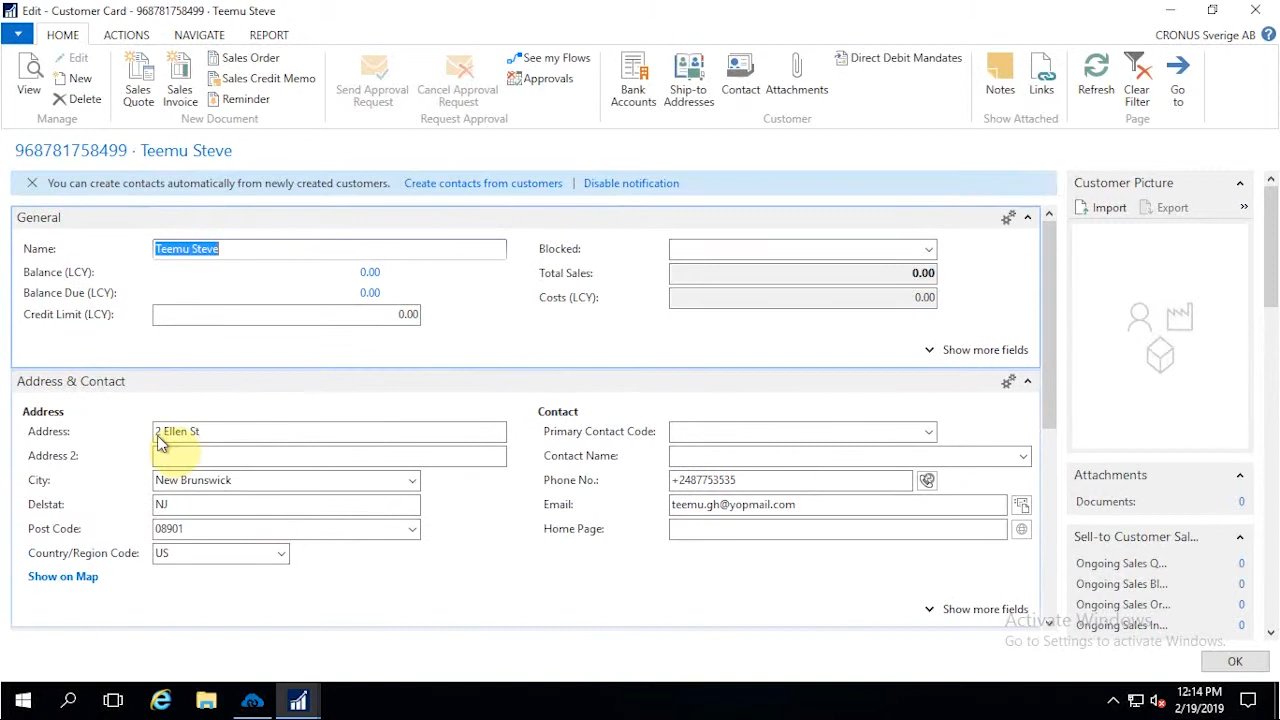 Edit - Customer Card - 968781758499 · Teemu Steve
HOME ACTIONS NAVIGATE REPORT CRONUS Sverige AB
View
Edit
New
Delete
Manage
Sales Quote
Sales Invoice
Sales Order
Sales Credit Memo
Reminder
New Document
Send Approval Request
Cancel Approval Request
See my Flows
Approvals
Request Approval
Bank Accounts
Ship-to Addresses
Contact
Attachments
Direct Debit Mandates
Customer
Notes
Links
Show Attached
Refresh
Clear Filter
Go to
Page
968781758499 · Teemu Steve
You can create contacts automatically from newly created customers. Create contacts from customers Disable notification
General
Name: Teemu Steve
Balance (LCY): 0.00
Balance Due (LCY): 0.00
Credit Limit (LCY): 0.00
Blocked:
Total Sales: 0.00
Costs (LCY): 0.00
Show more fields
Address & Contact
Address
Address: 2 Ellen St
Address 2:
City: New Brunswick
Delstat: NJ
Post Code: 08901
Country/Region Code: US
Show on Map
Contact
Primary Contact Code:
Contact Name:
Phone No.: +2487753535
Email: teemu.gh@yopmail.com
Home Page:
Show more fields
Customer Picture
Import Export
Attachments
Documents: 0
Sell-to Customer Sal...
Ongoing Sales Q... 0
Ongoing Sales Bl... 0
Ongoing Sales Or... 0
Ongoing Sales In... 0
Activate Windows
Go to Settings to activate Windows.
OK
12:14 PM
2/19/2019